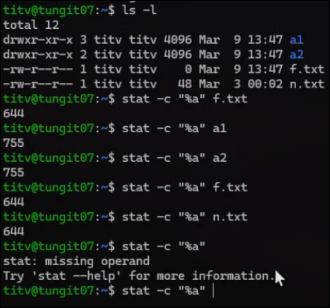 titv@tungit07:~$ ls -l
total 12
drwxr-xr-x 3 titv titv 4096 Mar  9 13:47 a1
drwxr-xr-x 2 titv titv 4096 Mar  9 13:47 a2
-rw-r--r-- 1 titv titv    0 Mar  9 13:47 f.txt
-rw-r--r-- 1 titv titv   48 Mar  3 00:02 n.txt
titv@tungit07:~$ stat -c "%a" f.txt
644
titv@tungit07:~$ stat -c "%a" a1
755
titv@tungit07:~$ stat -c "%a" a2
755
titv@tungit07:~$ stat -c "%a" f.txt
644
titv@tungit07:~$ stat -c "%a" n.txt
644
titv@tungit07:~$ stat -c "%a"
stat: missing operand
Try 'stat --help' for more information.
titv@tungit07:~$ stat -c "%a"